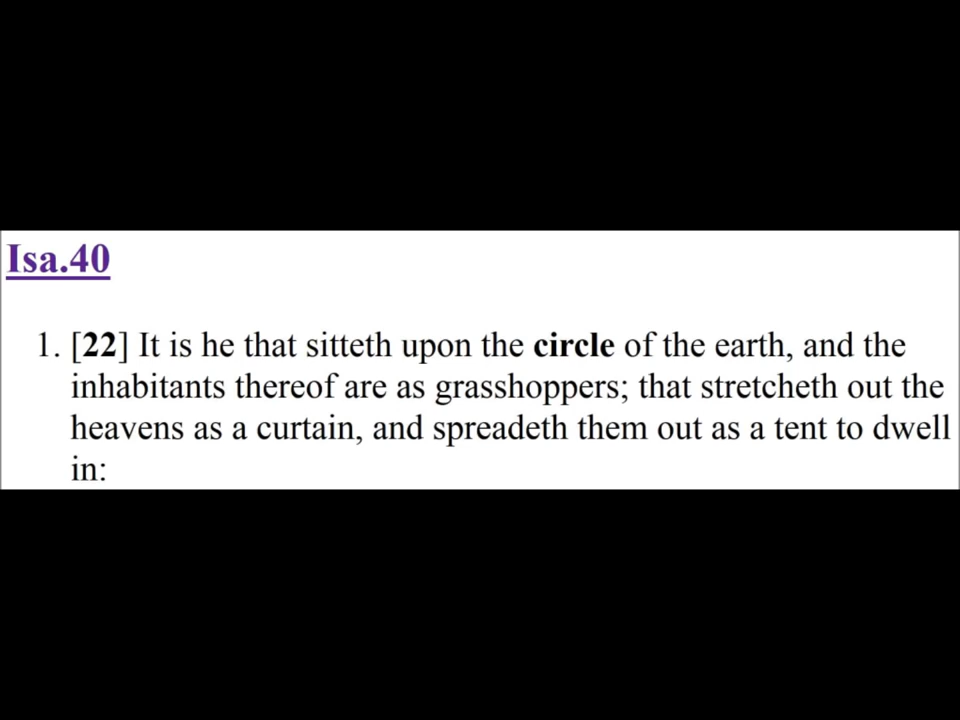 Isa.40
1. [22] It is he that sitteth upon the circle of the earth, and the
inhabitants thereof are as grasshoppers; that stretcheth out the
heavens as a curtain, and spreadeth them out as a tent to dwell
in: